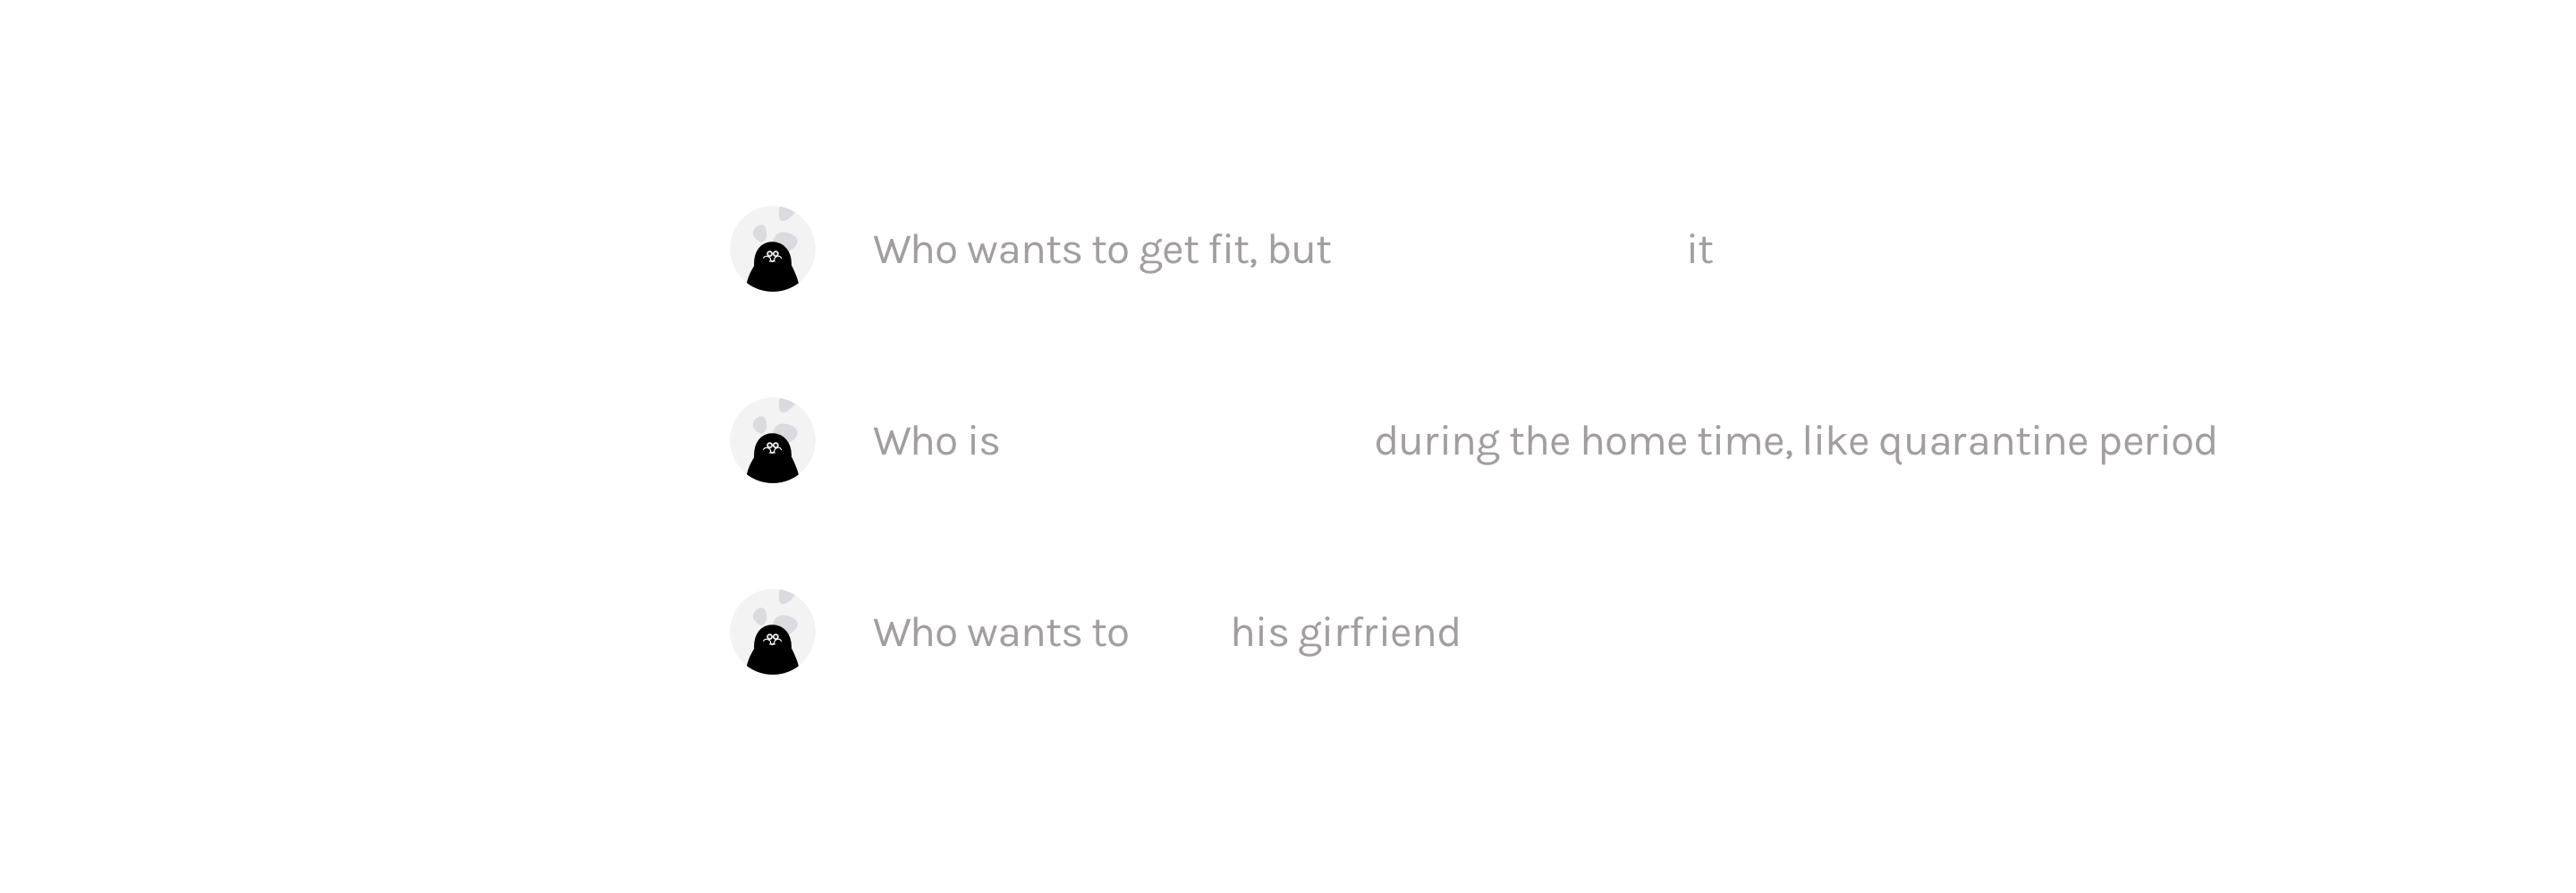 Who wants to get fit, but it
Who is during the home time, like quarantine period
Who wants to his girfriend